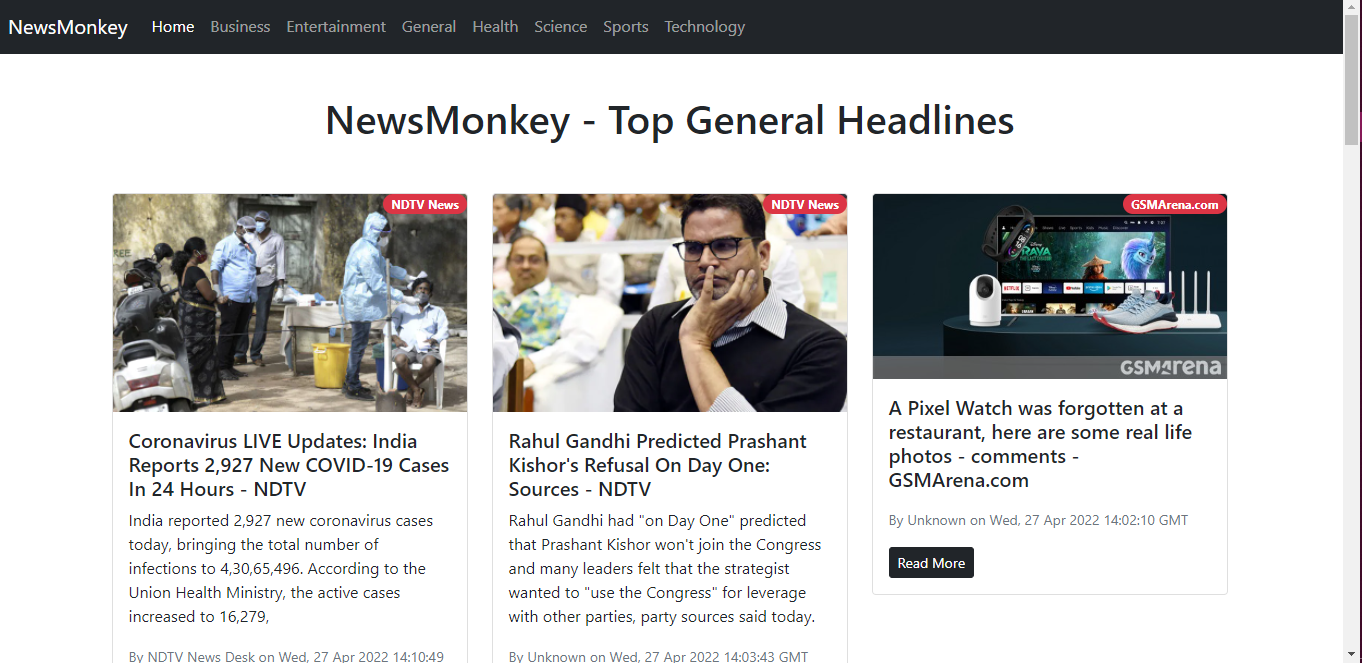 NewsMonkey Home Business Entertainment General Health Science Sports Technology
NewsMonkey - Top General Headlines
NDTV News
Coronavirus LIVE Updates: India
Reports 2,927 New COVID-19 Cases
In 24 Hours - NDTV
India reported 2,927 new coronavirus cases
today, bringing the total number of
infections to 4,30,65,496. According to the
Union Health Ministry, the active cases
increased to 16,279,
By NDTV News Desk on Wed, 27 Apr 2022 14:10:49
NDTV News
Rahul Gandhi Predicted Prashant
Kishor's Refusal On Day One:
Sources - NDTV
Rahul Gandhi had "on Day One" predicted
that Prashant Kishor won't join the Congress
and many leaders felt that the strategist
wanted to "use the Congress" for leverage
with other parties, party sources said today.
By Unknown on Wed, 27 Apr 2022 14:03:43 GMT
GSMArena.com
RAYA
NETFLIX
GSMArena
A Pixel Watch was forgotten at a
restaurant, here are some real life
photos - comments -
GSMArena.com
By Unknown on Wed, 27 Apr 2022 14:02:10 GMT
Read More